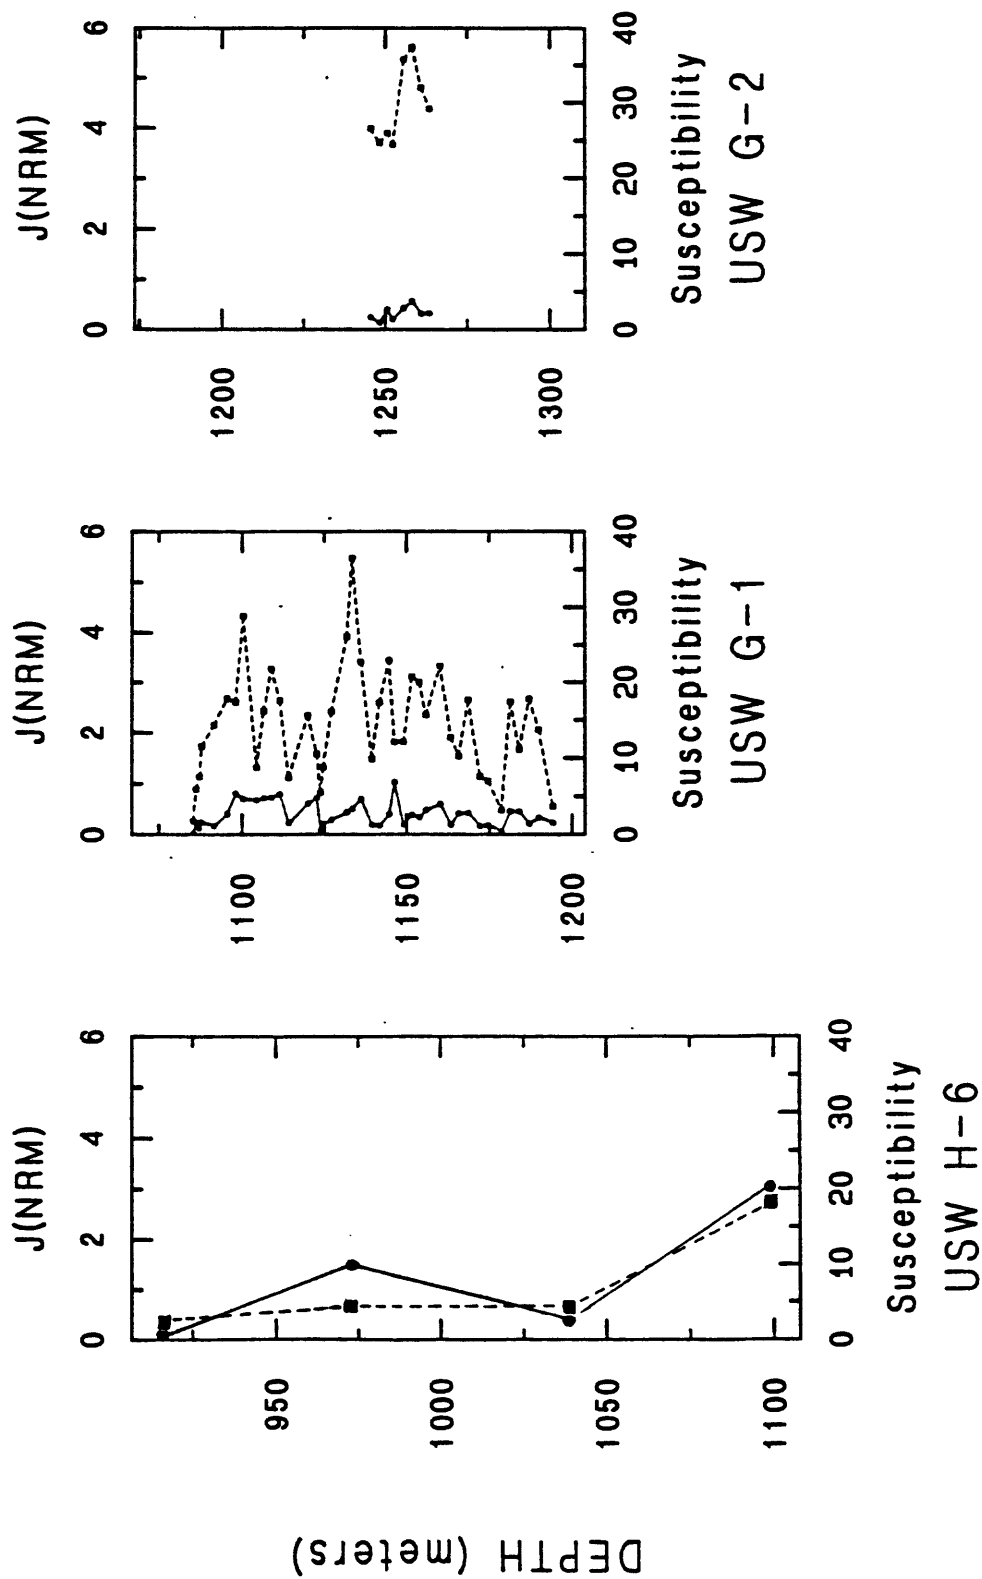 J(NRM)
0 2 4 6
950
1000
1050
1100
0 10 20 30 40
Susceptibility
USW H-6
J(NRM)
0 2 4 6
1100
1150
1200
0 10 20 30 40
Susceptibility
USW G-1
J(NRM)
0 2 4 6
1200
1250
1300
0 10 20 30 40
Susceptibility
USW G-2
DEPTH (meters)